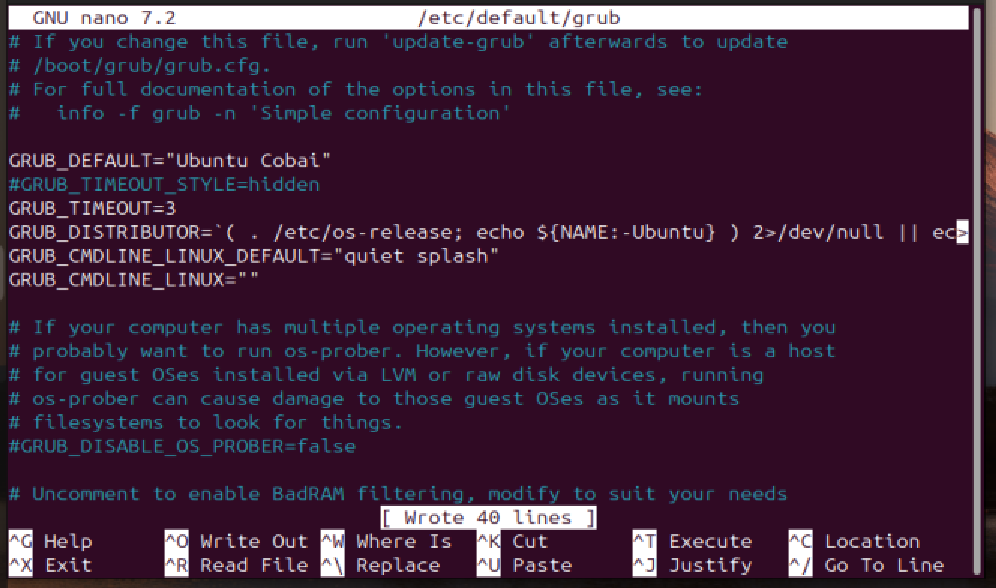 GNU nano 7.2 /etc/default/grub
# If you change this file, run 'update-grub' afterwards to update
# /boot/grub/grub.cfg.
# For full documentation of the options in this file, see:
#   info -f grub -n 'Simple configuration'
GRUB_DEFAULT="Ubuntu Cobai"
#GRUB_TIMEOUT_STYLE=hidden
GRUB_TIMEOUT=3
GRUB_DISTRIBUTOR=`( . /etc/os-release; echo ${NAME:-Ubuntu} ) 2>/dev/null || ec>
GRUB_CMDLINE_LINUX_DEFAULT="quiet splash"
GRUB_CMDLINE_LINUX=""
# If your computer has multiple operating systems installed, then you
# probably want to run os-prober. However, if your computer is a host
# for guest OSes installed via LVM or raw disk devices, running
# os-prober can cause damage to those guest OSes as it mounts
# filesystems to look for things.
#GRUB_DISABLE_OS_PROBER=false
# Uncomment to enable BadRAM filtering, modify to suit your needs
[ Wrote 40 lines ]
^G Help ^O Write Out ^W Where Is ^K Cut ^T Execute ^C Location
^X Exit ^R Read File ^\ Replace ^U Paste ^J Justify ^/ Go To Line